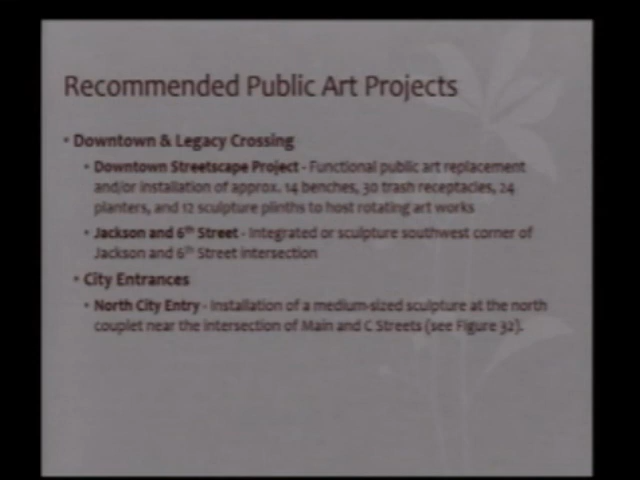 Recommended Public Art Projects
• Downtown & Legacy Crossing
• Downtown Streetscape Project - Functional public art replacement
and/or installation of approx. 14 benches, 30 trash receptacles, 24
planters, and 12 sculpture plinths to host rotating art works
• Jackson and 6th Street - Integrated or sculpture southwest corner of
Jackson and 6th Street intersection
• City Entrances
• North City Entry - Installation of a medium-sized sculpture at the north
couplet near the intersection of Main and C Streets (see Figure 32).